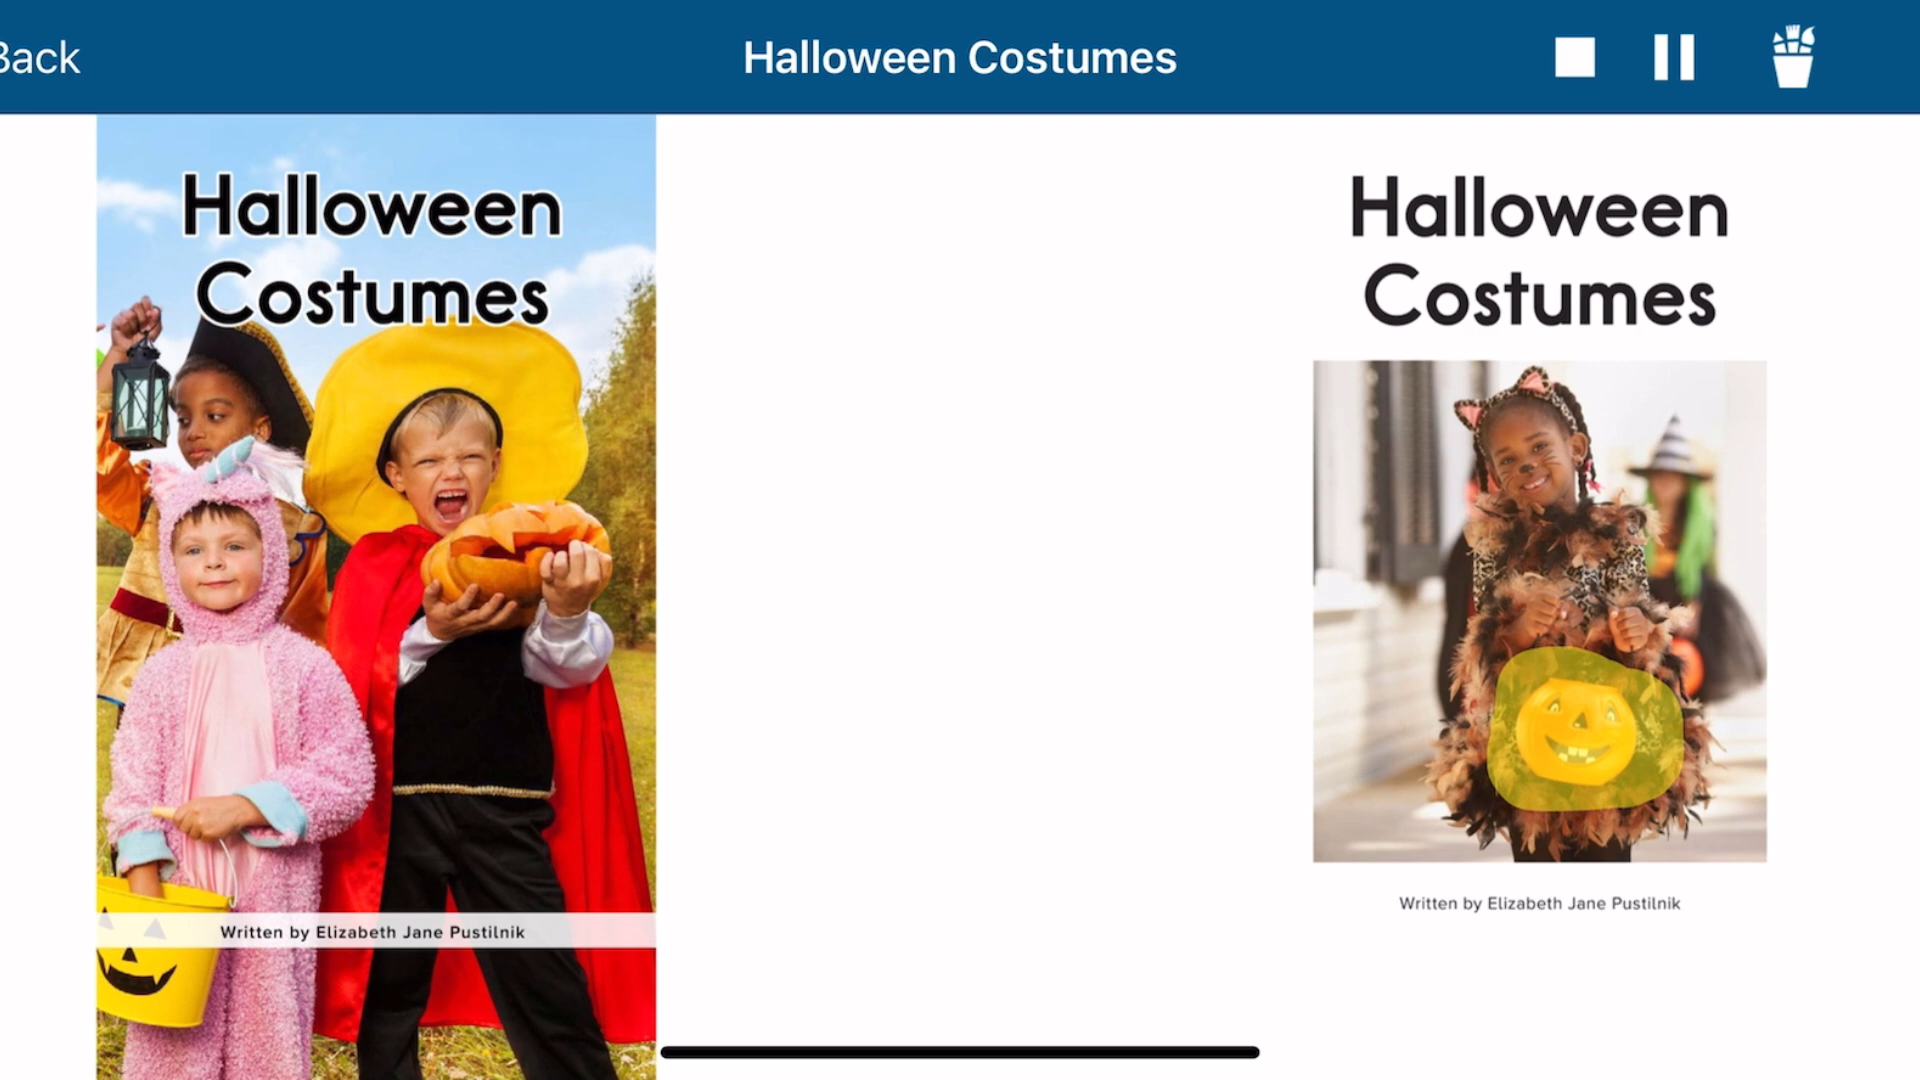 Back
Halloween Costumes
Halloween
Costumes
Written by Elizabeth Jane Pustilnik
Halloween
Costumes
Written by Elizabeth Jane Pustilnik